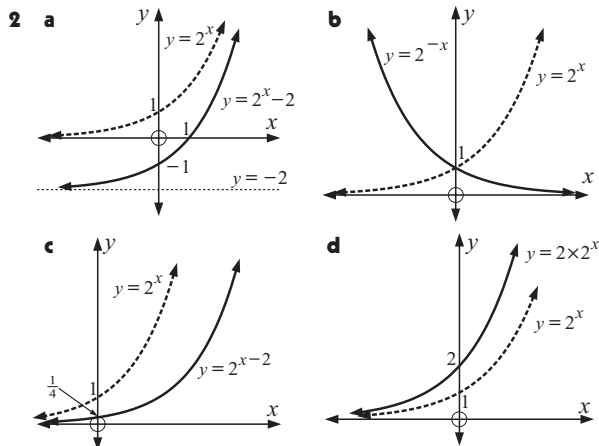 2 a
y
y = 2^x
1
y = 2^x − 2
1
x
−1
y = −2
b
y
y = 2^−x
y = 2^x
1
x
c
y
y = 2^x
1/4
1
y = 2^x−2
x
d
y
y = 2 × 2^x
2
y = 2^x
1
x